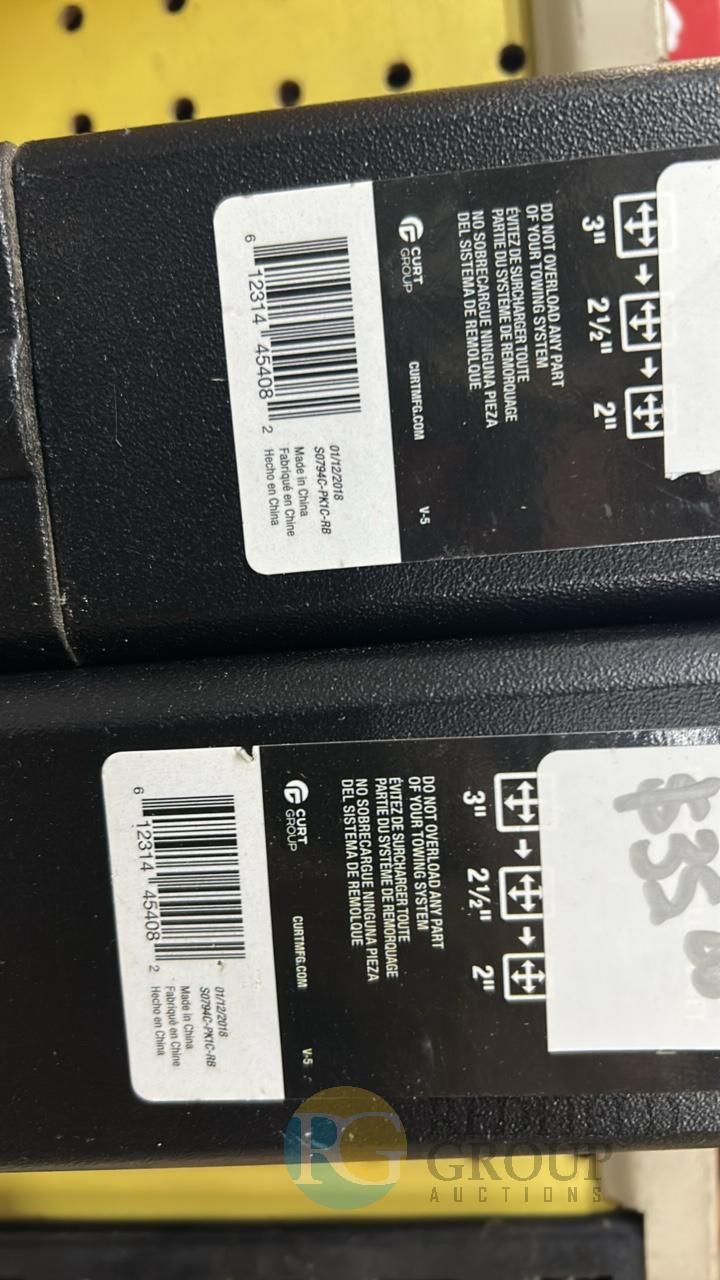 3" 2½" 2"
DO NOT OVERLOAD ANY PART
OF YOUR TOWING SYSTEM
ÉVITEZ DE SURCHARGER TOUTE
PARTIE DU SYSTÈME DE REMORQUAGE
NO SOBRECARGUE NINGUNA PIEZA
DEL SISTEMA DE REMOLQUE
CURT
GROUP
CURTMFG.COM
V-5
6 12314 45408 2
01/12/2018
S0794C-PK1C-RB
Made in China
Fabriqué en Chine
Hecho en China
$35.00
3" 2½" 2"
DO NOT OVERLOAD ANY PART
OF YOUR TOWING SYSTEM
ÉVITEZ DE SURCHARGER TOUTE
PARTIE DU SYSTÈME DE REMORQUAGE
NO SOBRECARGUE NINGUNA PIEZA
DEL SISTEMA DE REMOLQUE
CURT
GROUP
CURTMFG.COM
V-5
6 12314 45408 2
01/12/2018
S0794C-PK1C-RB
Made in China
Fabriqué en Chine
Hecho en China
RG
GROUP
AUCTIONS